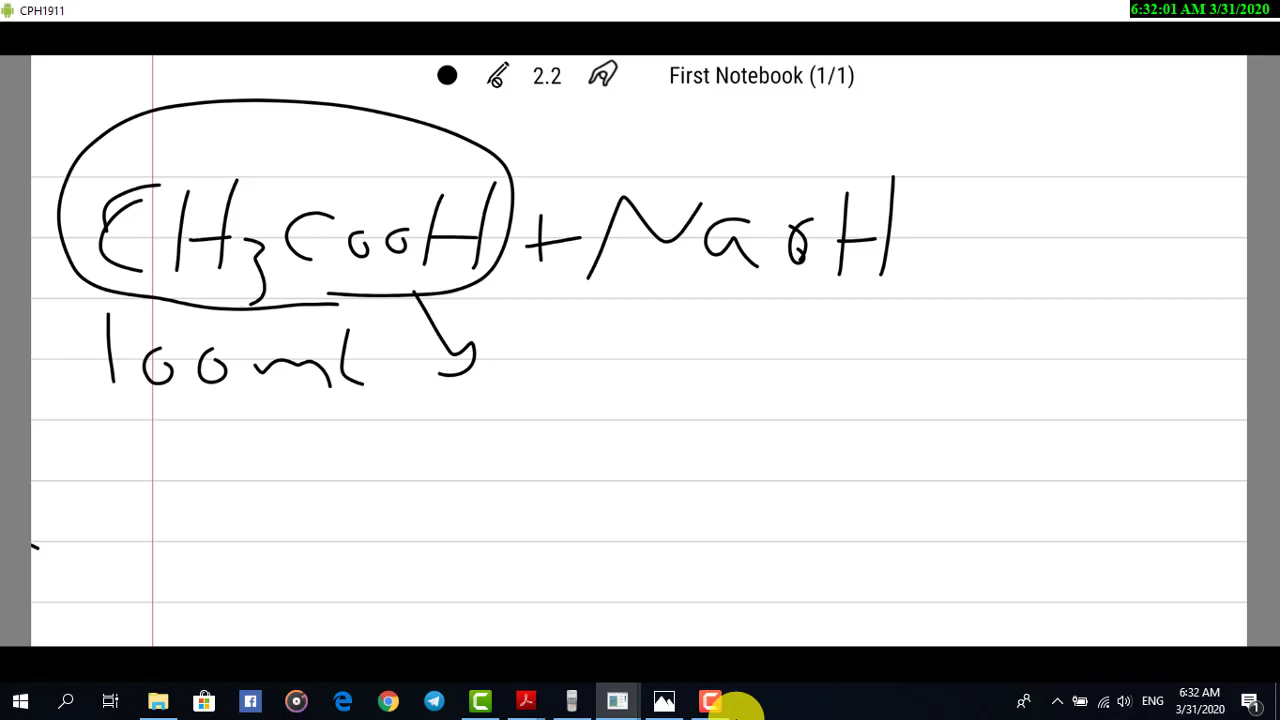 CPH1911
6:32:01 AM 3/31/2020
2.2 First Notebook (1/1)
CH3COOH + NaOH
100ml
ENG
6:32 AM
3/31/2020
1